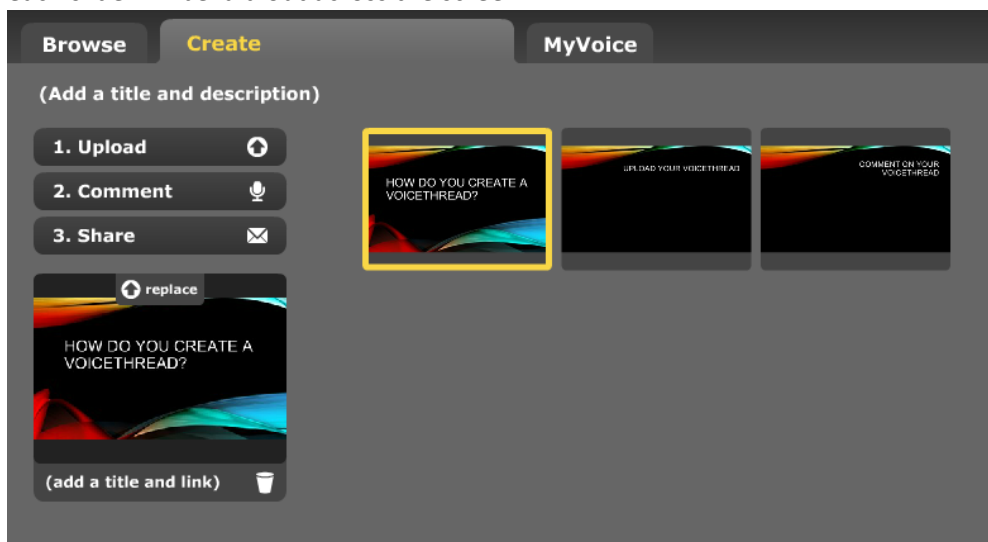 Browse
Create
MyVoice
(Add a title and description)
1. Upload
2. Comment
3. Share
replace
HOW DO YOU CREATE A
VOICETHREAD?
(add a title and link)
HOW DO YOU CREATE A
VOICETHREAD?
UPLOAD YOUR VOICETHREAD
COMMENT ON YOUR
VOICETHREAD